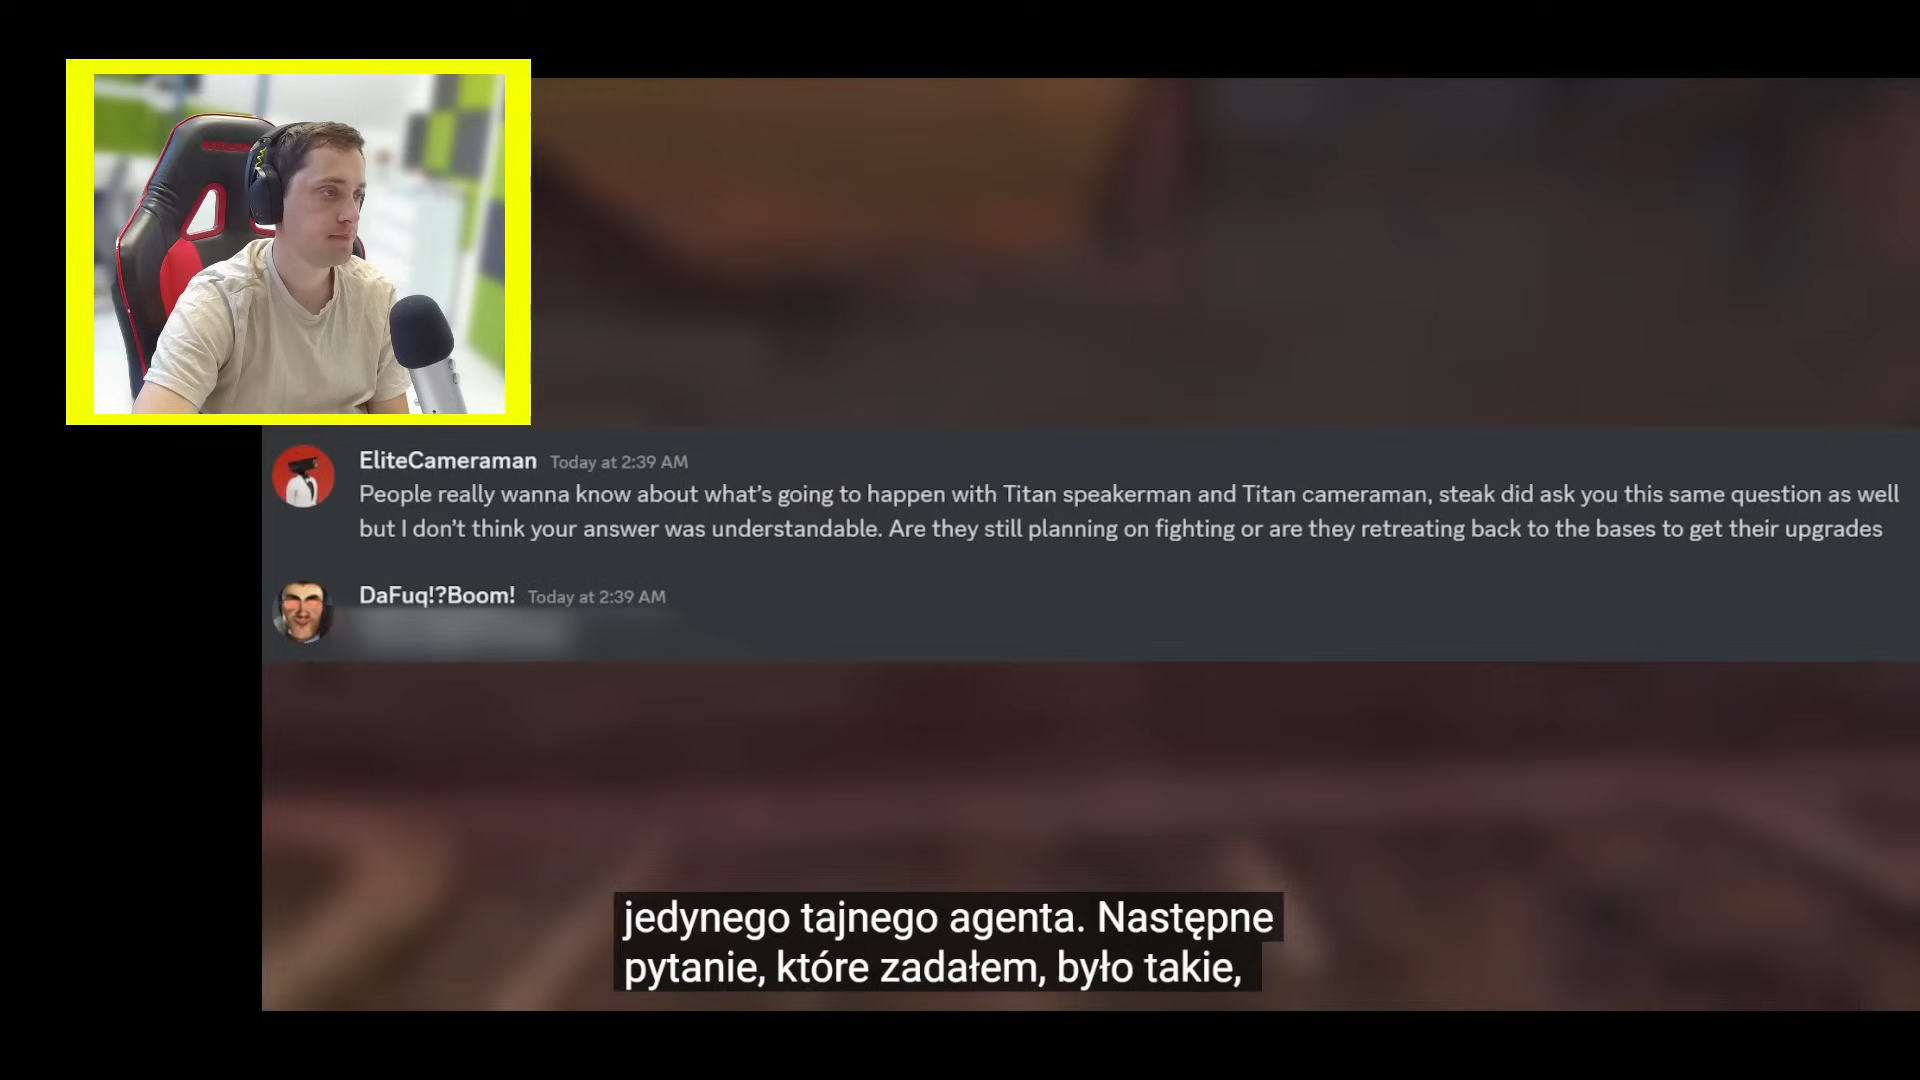 EliteCameraman Today at 2:39 AM
People really wanna know about what's going to happen with Titan speakerman and Titan cameraman, steak did ask you this same question as well
but I don't think your answer was understandable. Are they still planning on fighting or are they retreating back to the bases to get their upgrades
DaFuq!?Boom! Today at 2:39 AM
jedynego tajnego agenta. Następne
pytanie, które zadałem, było takie,